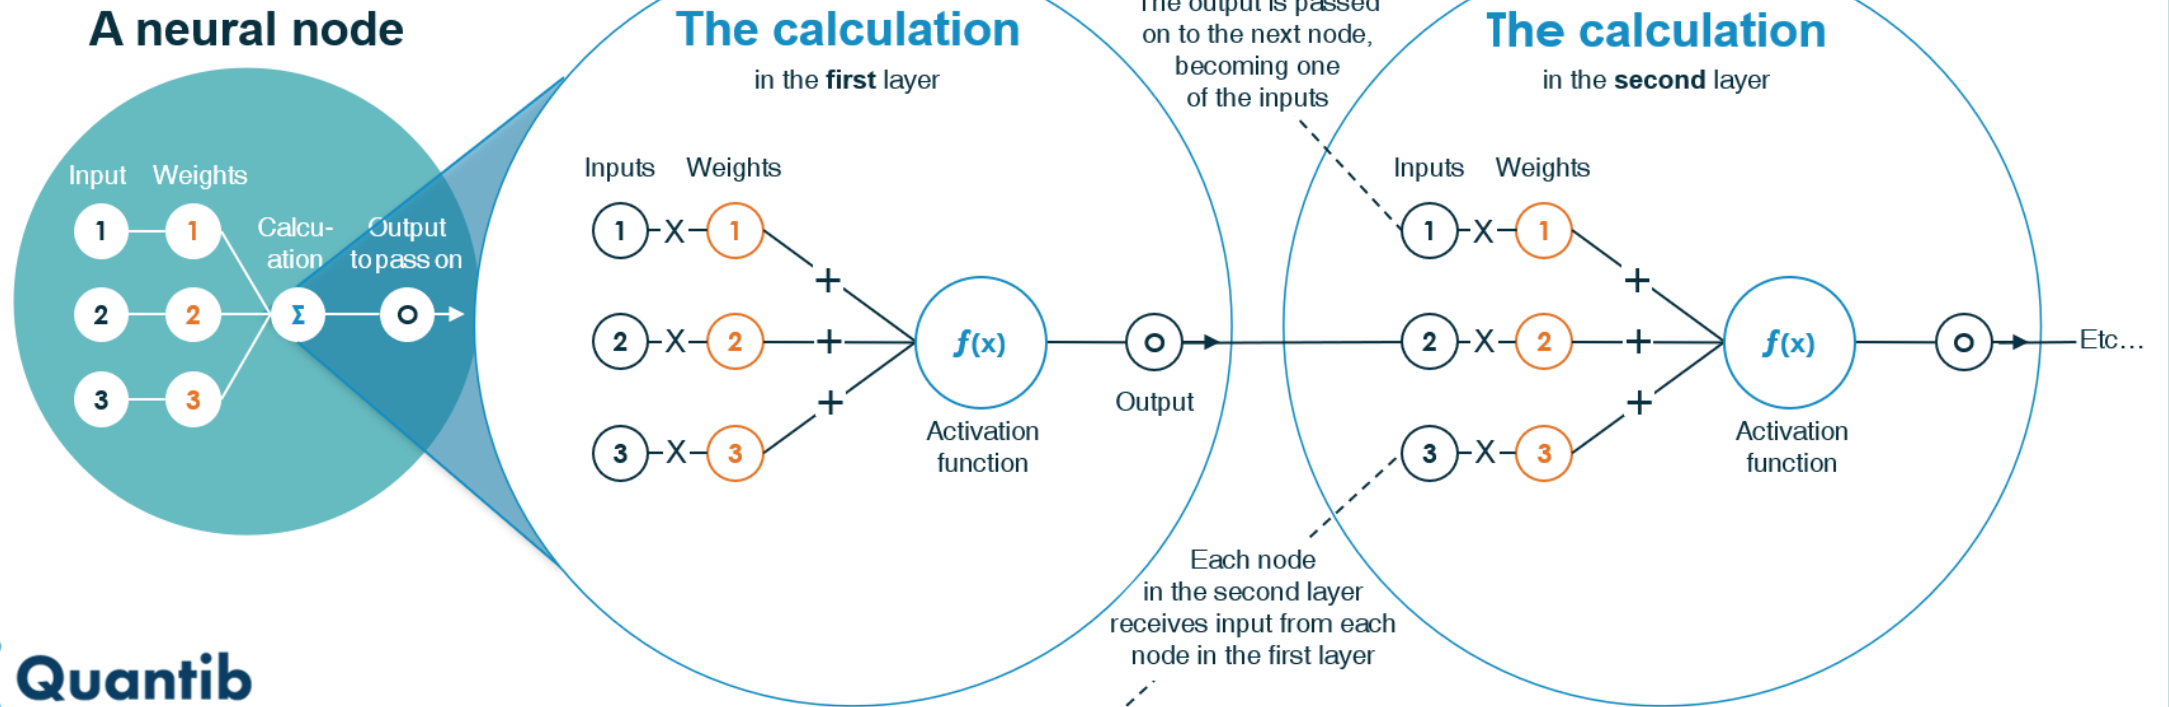 A neural node
Input Weights
1 1
Calcu-
ation
Output
to pass on
2 2 Σ O
3 3
The calculation
in the first layer
Inputs Weights
1 X 1
+
2 X 2 + f(x) O
+
3 X 3
Activation
function
Output
The output is passed
on to the next node,
becoming one
of the inputs
The calculation
in the second layer
Inputs Weights
1 X 1
+
2 X 2 + f(x) O Etc...
+
3 X 3
Activation
function
Each node
in the second layer
receives input from each
node in the first layer
Quantib